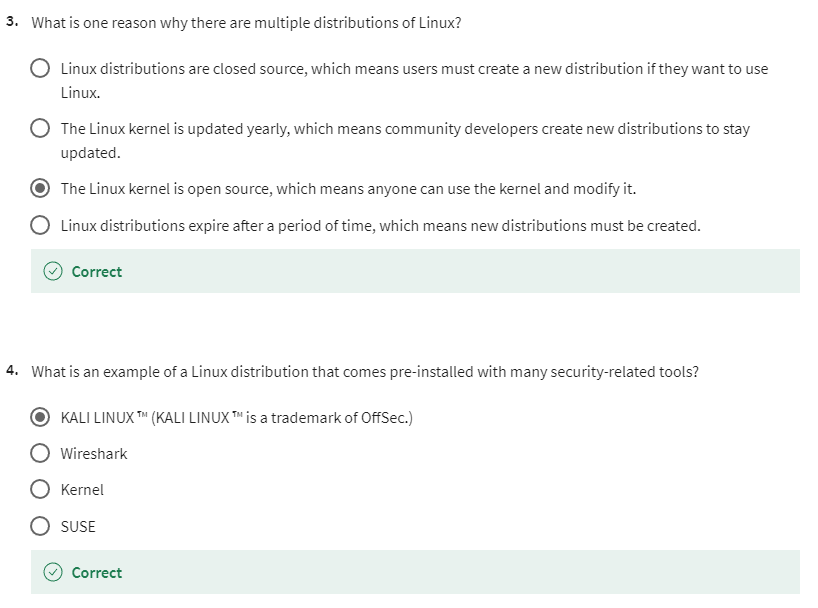 3. What is one reason why there are multiple distributions of Linux?
Linux distributions are closed source, which means users must create a new distribution if they want to use
Linux.
The Linux kernel is updated yearly, which means community developers create new distributions to stay
updated.
The Linux kernel is open source, which means anyone can use the kernel and modify it.
Linux distributions expire after a period of time, which means new distributions must be created.
Correct
4. What is an example of a Linux distribution that comes pre-installed with many security-related tools?
KALI LINUX ™ (KALI LINUX ™ is a trademark of OffSec.)
Wireshark
Kernel
SUSE
Correct